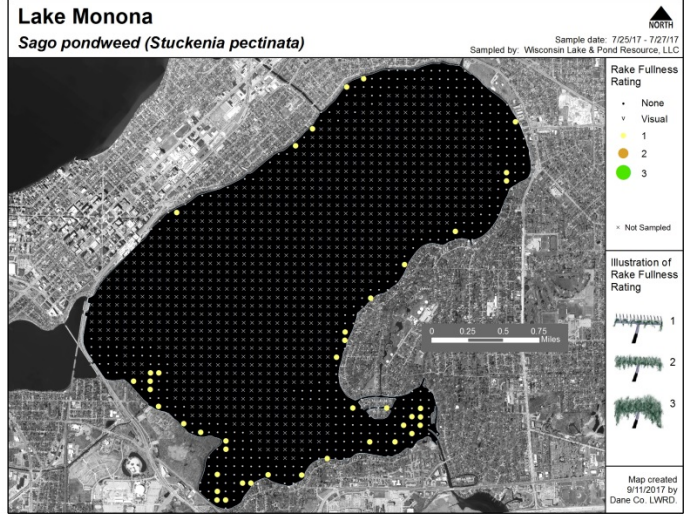 Lake Monona
Sago pondweed (Stuckenia pectinata)
NORTH
Sample date: 7/25/17 - 7/27/17
Sampled by: Wisconsin Lake & Pond Resource, LLC
Rake Fullness
Rating
None
v Visual
1
2
3
× Not Sampled
0 0.25 0.5 0.75
Miles
Illustration of
Rake Fullness
Rating
1
2
3
Map created
9/11/2017 by
Dane Co. LWRD.